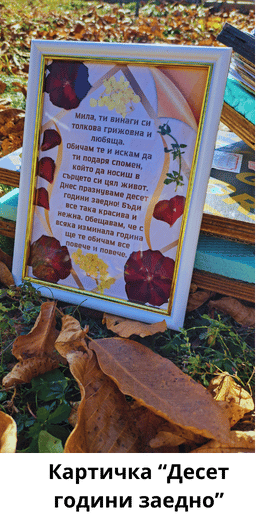 Мила, ти винаги си
толкова грижовна и
любяща.
Обичам те и искам да
ти подаря спомен,
който да носиш в
сърцето си цял живот.
Днес празнуваме десет
години заедно! Бъди
все така красива и
нежна. Обещавам, че с
всяка изминала година
ще те обичам все
повече и повече.
Картичка “Десет
години заедно”